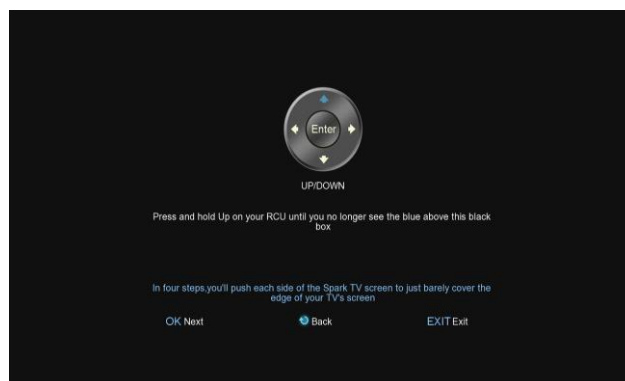 Enter
UP/DOWN
Press and hold Up on your RCU until you no longer see the blue above this black
box
In four steps,you'll push each side of the Spark TV screen to just barely cover the
edge of your TV's screen
OK Next Back EXIT Exit